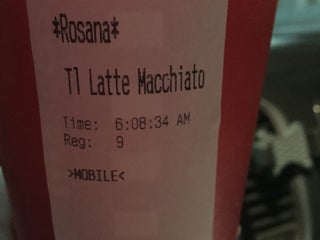 *Rosana*
Tl Latte Macchiato
Time: 6:08:34 AM
Reg: 9
>MOBILE<